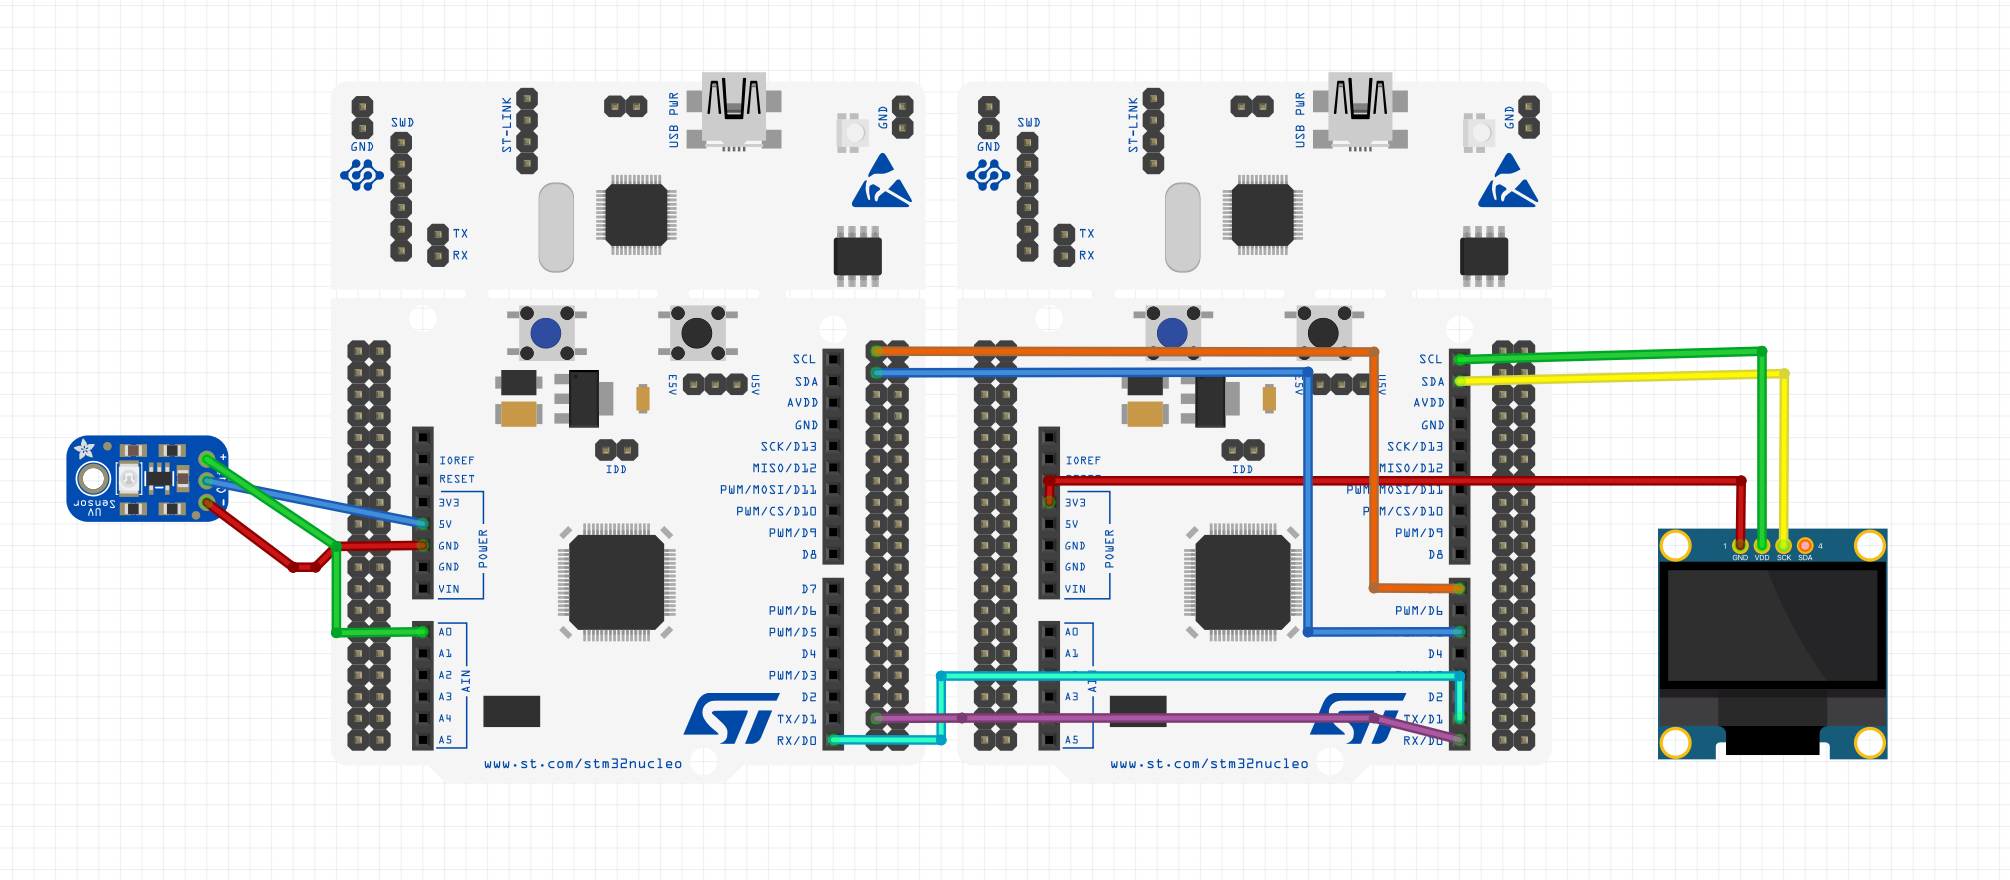 SWD
GND
ST-LINK
USB PWR
GND
TX
RX
E5V
U5V
IDD
IOREF
RESET
3V3
5V
GND
GND
VIN
POWER
A0
A1
A2
A3
A4
A5
AIN
SCL
SDA
AVDD
GND
SCK/D13
MISO/D12
PWM/MOSI/D11
PWM/CS/D10
PWM/D9
D8
D7
PWM/D6
PWM/D5
D4
PWM/D3
D2
TX/D1
RX/D0
ST
www.st.com/stm32nucleo
UV
Sensor
+
-
SWD
GND
ST-LINK
USB PWR
GND
TX
RX
E5V
U5V
IDD
IOREF
RESET
3V3
5V
GND
GND
VIN
POWER
A0
A1
A3
A5
SCL
SDA
AVDD
GND
SCK/D13
MISO/D12
PWM/MOSI/D11
PWM/CS/D10
PWM/D9
D8
PWM/D6
D4
D2
TX/D1
RX/D0
ST
www.st.com/stm32nucleo
1 4
GND VDD SCK SDA